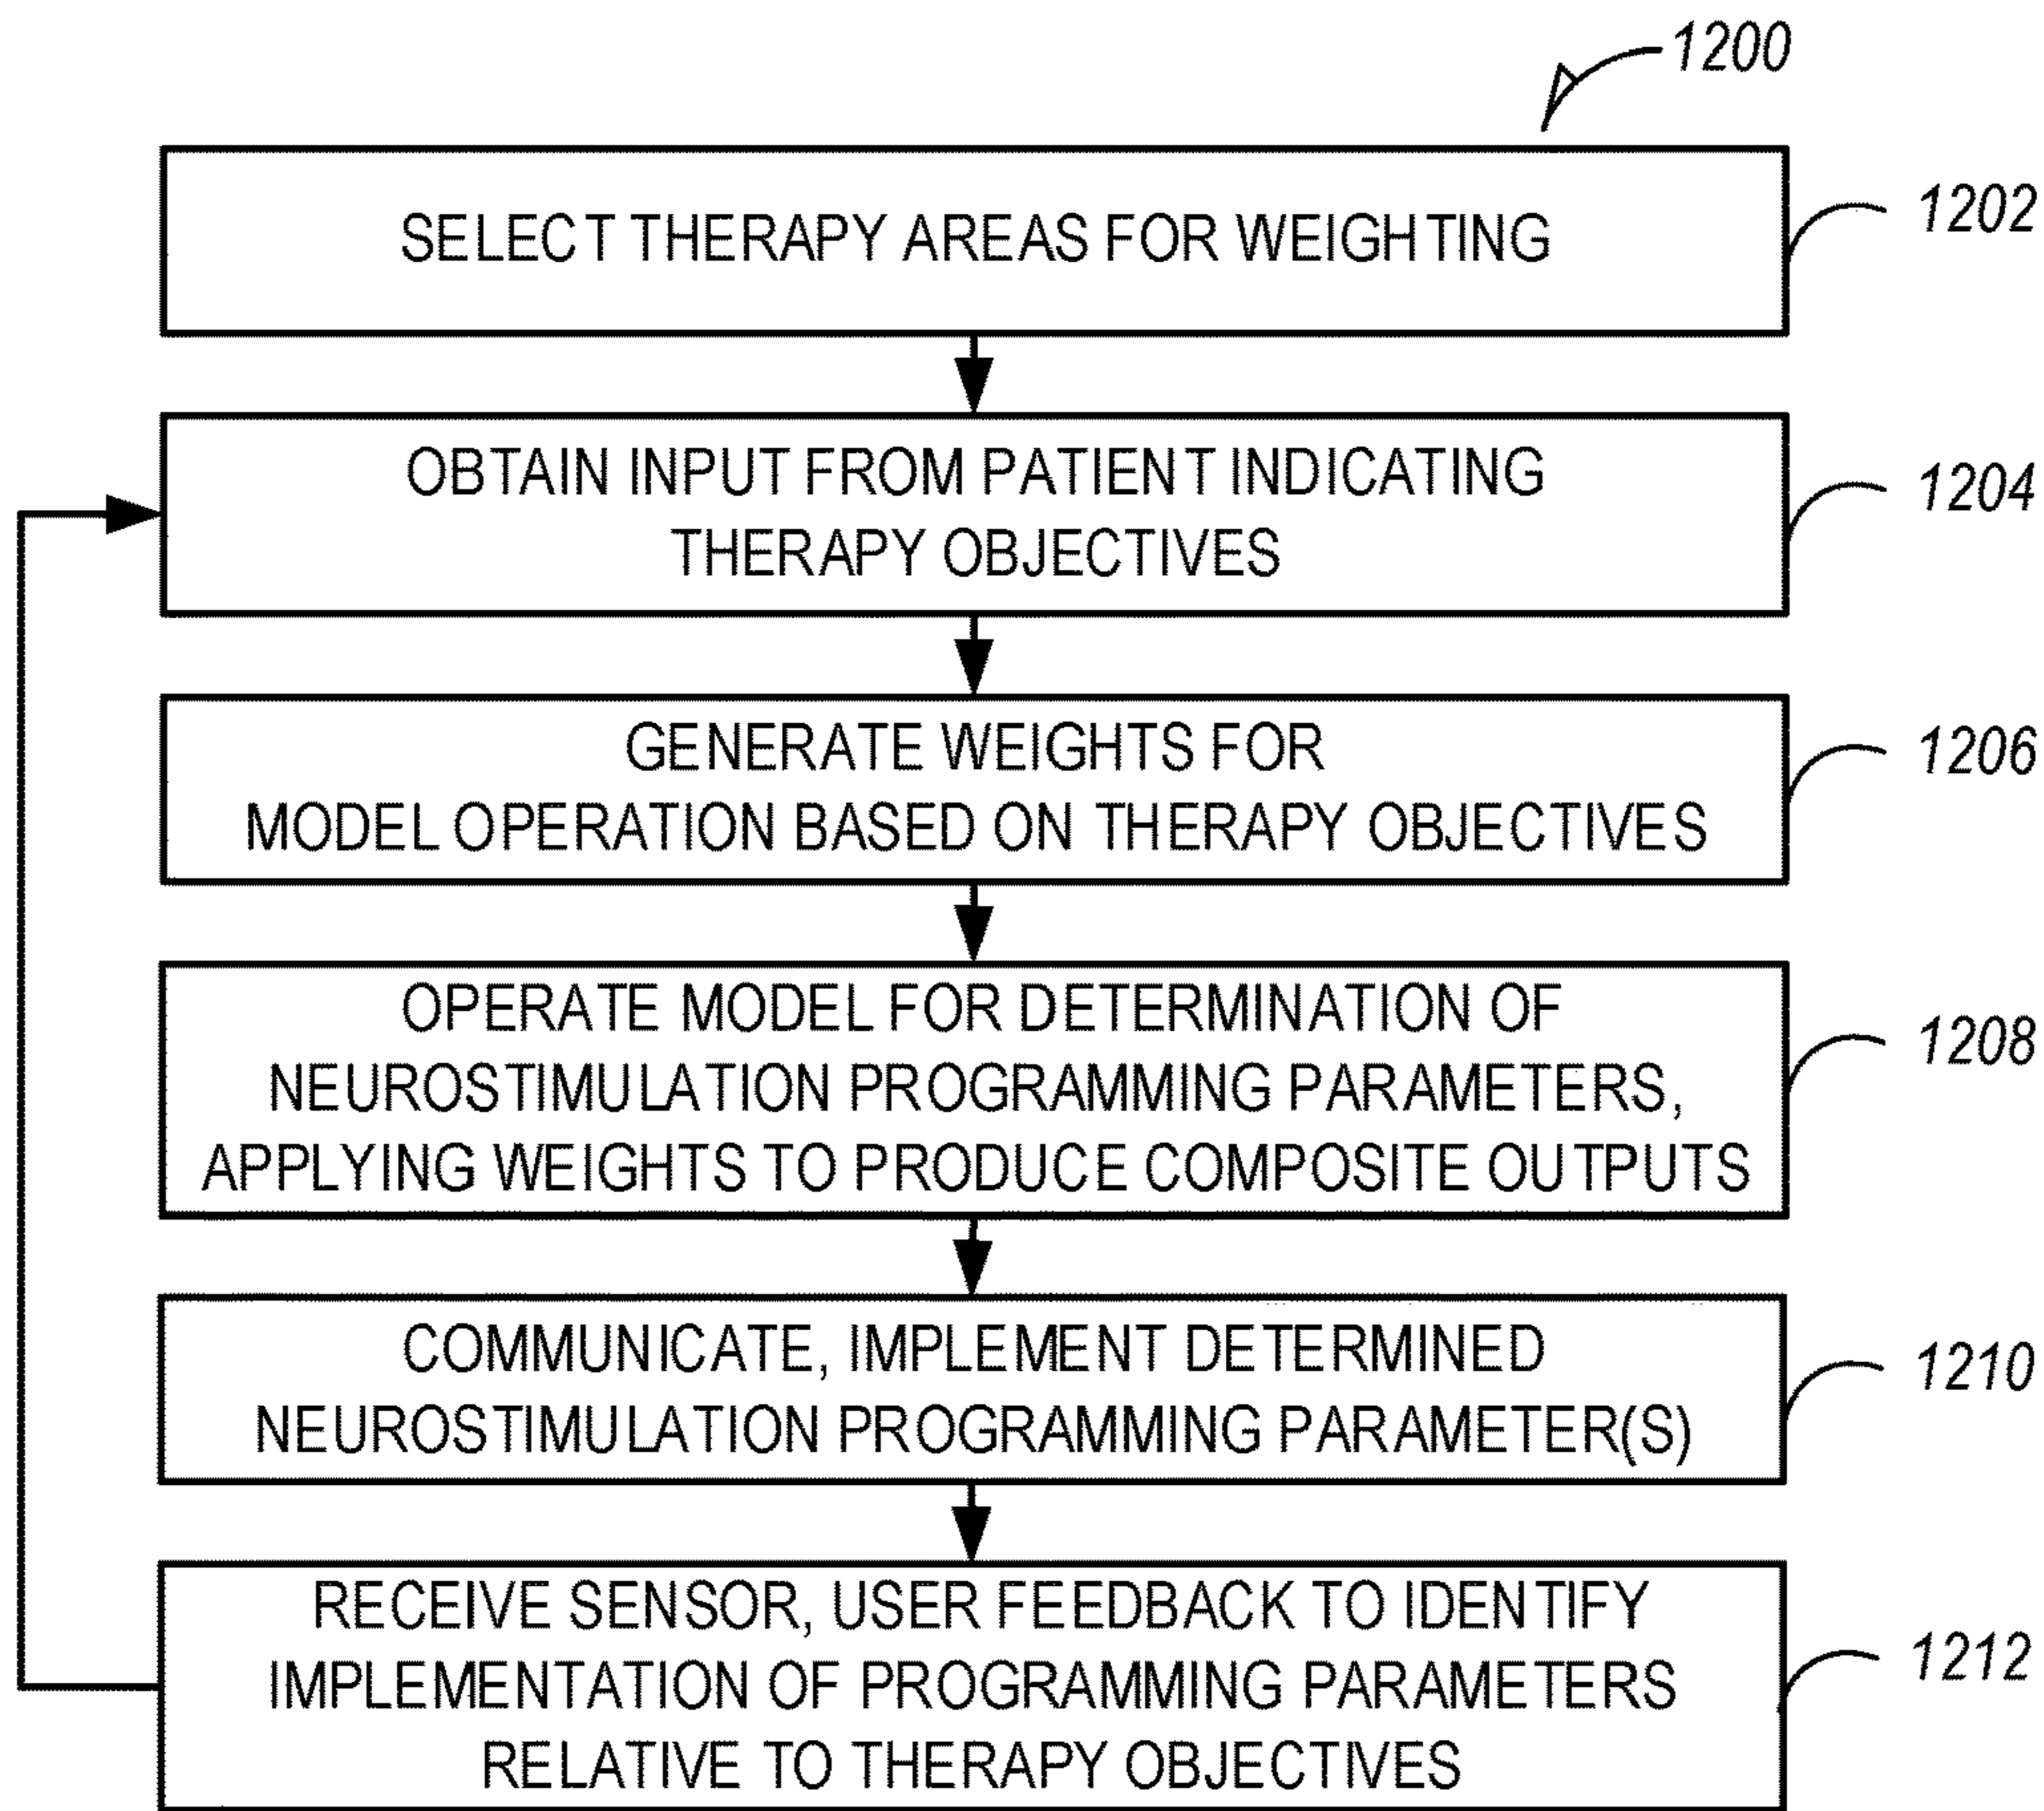 1200
SELECT THERAPY AREAS FOR WEIGHTING
1202
OBTAIN INPUT FROM PATIENT INDICATING
THERAPY OBJECTIVES
1204
GENERATE WEIGHTS FOR
MODEL OPERATION BASED ON THERAPY OBJECTIVES
1206
OPERATE MODEL FOR DETERMINATION OF
NEUROSTIMULATION PROGRAMMING PARAMETERS,
APPLYING WEIGHTS TO PRODUCE COMPOSITE OUTPUTS
1208
COMMUNICATE, IMPLEMENT DETERMINED
NEUROSTIMULATION PROGRAMMING PARAMETER(S)
1210
RECEIVE SENSOR, USER FEEDBACK TO IDENTIFY
IMPLEMENTATION OF PROGRAMMING PARAMETERS
RELATIVE TO THERAPY OBJECTIVES
1212